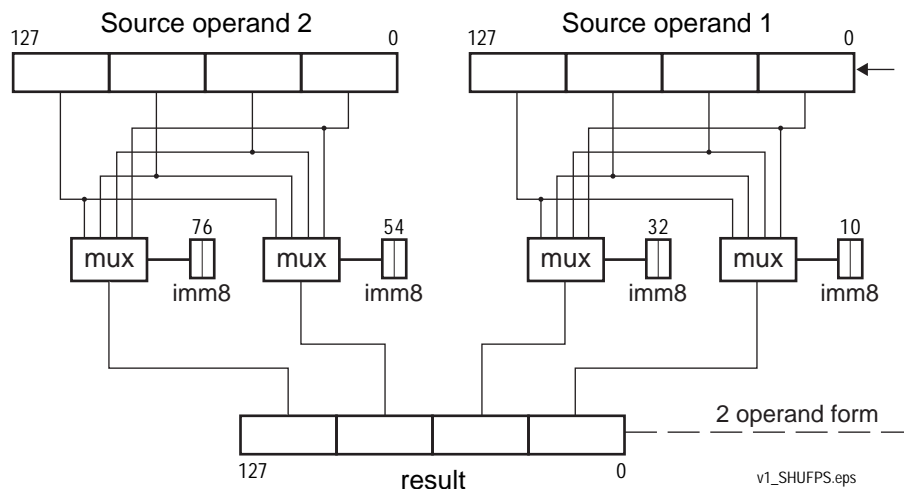 Source operand 2
Source operand 1
127
0
127
0
76
54
32
10
mux
mux
mux
mux
imm8
imm8
imm8
imm8
2 operand form
127
result
0
v1_SHUFPS.eps